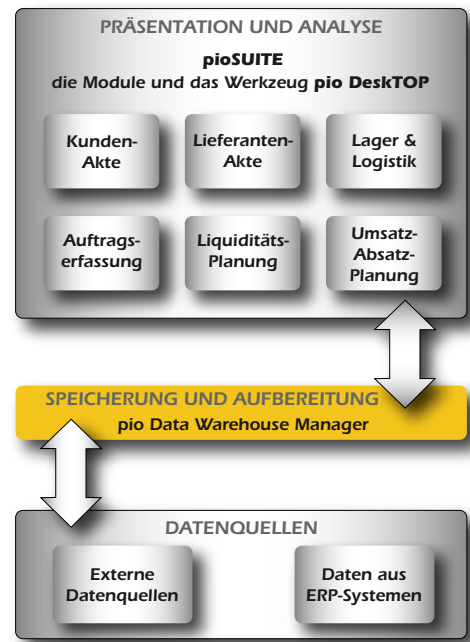 PRÄSENTATION UND ANALYSE
pioSUITE
die Module und das Werkzeug pio DeskTOP
Kunden-
Akte
Lieferanten-
Akte
Lager &
Logistik
Auftrags-
erfassung
Liquiditäts-
Planung
Umsatz-
Absatz-
Planung
SPEICHERUNG UND AUFBEREITUNG
pio Data Warehouse Manager
DATENQUELLEN
Externe
Datenquellen
Daten aus
ERP-Systemen